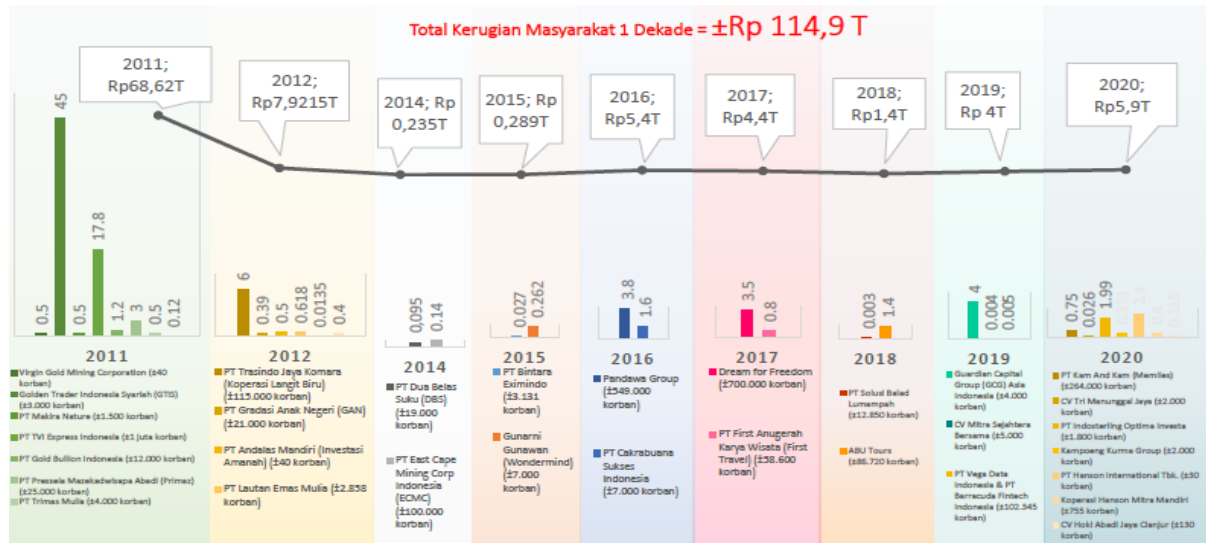 Total Kerugian Masyarakat 1 Dekade = ±Rp 114,9 T
2011;
Rp68,62T
2012;
Rp7,9215T
2014; Rp
0,235T
2015; Rp
0,289T
2016;
Rp5,4T
2017;
Rp4,4T
2018;
Rp1,4T
2019;
Rp 4T
2020;
Rp5,9T
0.5
45
0.5
17.8
1.2
3
0.5
0.12
2011
Virgin Gold Mining Corporation (±40
korban)
Golden Trader Indonesia Syariah (GTIS)
(±3.000 korban)
PT Makira Nature (±1.500 korban)
PT TVI Express Indonesia (±1 juta korban)
PT Gold Bullion Indonesia (±12.000 korban)
PT Pressela Mazekadwisapa Abadi (Primaz)
(±25.000 korban)
PT Trimas Mulia (±4.000 korban)
6
0.39
0.5
0.618
0.0135
0.4
2012
PT Trasindo Jaya Komara
(Koperasi Langit Biru)
(±115.000 korban)
PT Gradasi Anak Negeri (GAN)
(±21.000 korban)
PT Andalas Mandiri (Investasi
Amanah) (±40 korban)
PT Lautan Emas Mulia (±2.858
korban)
0,095
0.14
2014
PT Dua Belas
Suku (DBS)
(±19.000
korban)
PT East Cape
Mining Corp
Indonesia
(ECMC)
(±100.000
korban)
0.027
0.262
2015
PT Bintara
Eximindo
(±3.131
korban)
Gunarni
Gunawan
(Wondermind)
(±7.000
korban)
3.8
1.6
2016
Pandawa Group
(±549.000
korban)
PT Cakrabuana
Sukses
Indonesia
(±7.000 korban)
3.5
0.8
2017
Dream for Freedom
(±700.000 korban)
PT First Anugerah
Karya Wisata (First
Travel) (±58.600
korban)
0.003
1.4
2018
PT Solusi Balad
Lumampah
(±12.850 korban)
ABU Tours
(±86.720 korban)
4
0.004
0.005
2019
Guardian Capital
Group (GCG) Asia
Indonesia
(±4.000 korban)
CV Mitra Sejahtera
Bersama (±5.000
korban)
PT Vega Data
Indonesia & PT
Barracuda Fintech
Indonesia (±102.345
korban)
0.75
0.026
1.99
2.4
0.4
2020
PT Kam And Kam (Memiles)
(±264.000 korban)
CV Tri Manunggal Jaya (±2.000
korban)
PT Indosterling Optima Investa
(±1.800 korban)
Kampoeng Kurma Group (±2.000
korban)
PT Hanson International Tbk. (±30
korban)
Koperasi Hanson Mitra Mandiri
(±755 korban)
CV Hoki Abadi Jaya Cianjur (±130
korban)